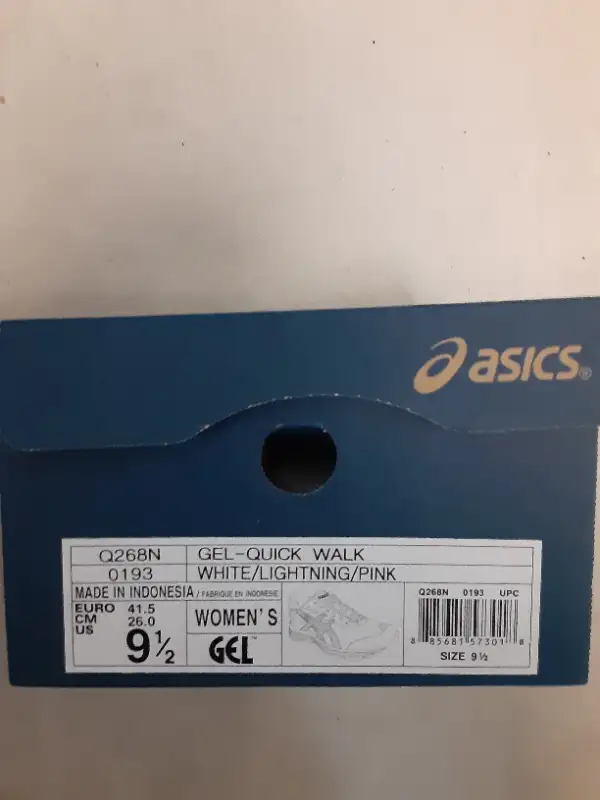 asics®
Q268N GEL-QUICK WALK
0193 WHITE/LIGHTNING/PINK
MADE IN INDONESIA / FABRIQUE EN INDONESIE
EURO 41.5
CM 26.0
US 9½
WOMEN'S
GEL™
Q268N 0193 UPC
8 85681 57301 8
SIZE 9½